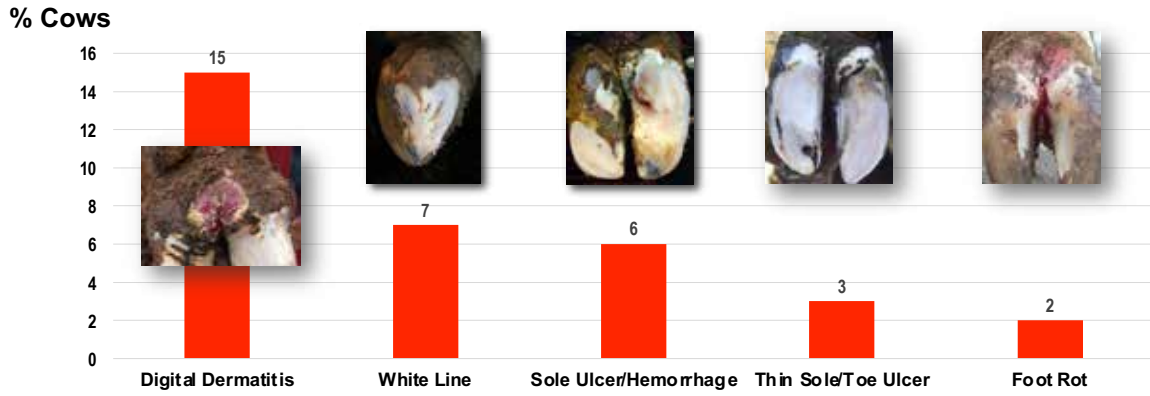 % Cows
16
14
12
10
8
6
4
2
0
15
7
6
3
2
Digital Dermatitis
White Line
Sole Ulcer/Hemorrhage
Thin Sole/Toe Ulcer
Foot Rot